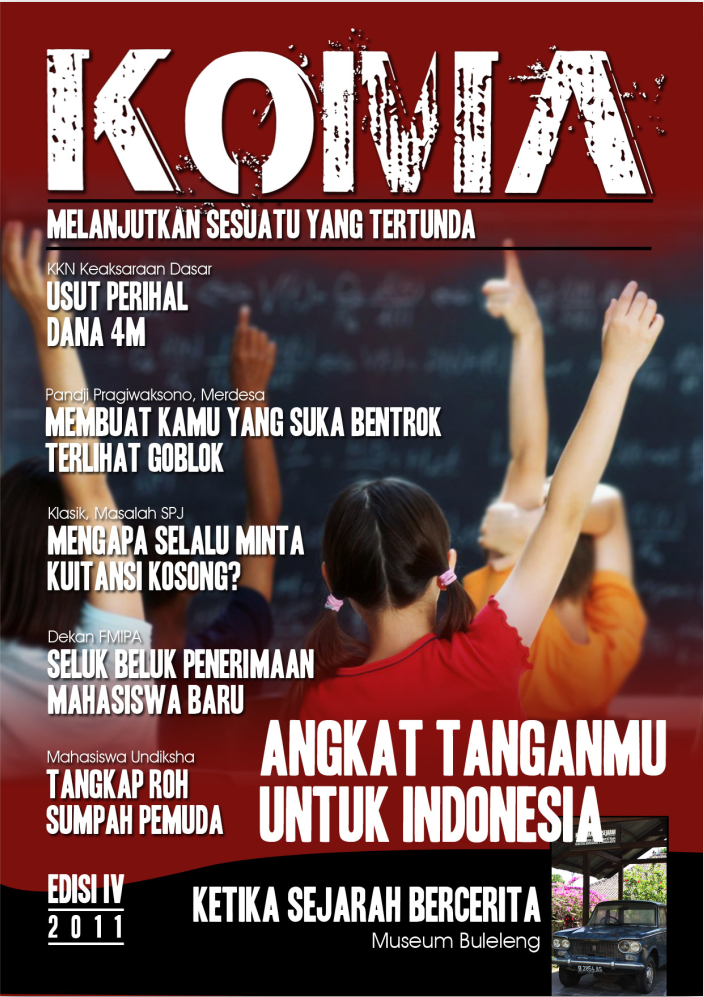 KOMA
MELANJUTKAN SESUATU YANG TERTUNDA
KKN Keaksaraan Dasar
USUT PERIHAL
DANA 4M
Pandji Pragiwaksono, Merdesa
MEMBUAT KAMU YANG SUKA BENTROK
TERLIHAT GOBLOK
Klasik, Masalah SPJ
MENGAPA SELALU MINTA
KUITANSI KOSONG?
Dekan FMIPA
SELUK BELUK PENERIMAAN
MAHASISWA BARU
Mahasiswa Undiksha
TANGKAP ROH
SUMPAH PEMUDA
ANGKAT TANGANMU
UNTUK INDONESIA
EDISI IV
2011
KETIKA SEJARAH BERCERITA
Museum Buleleng